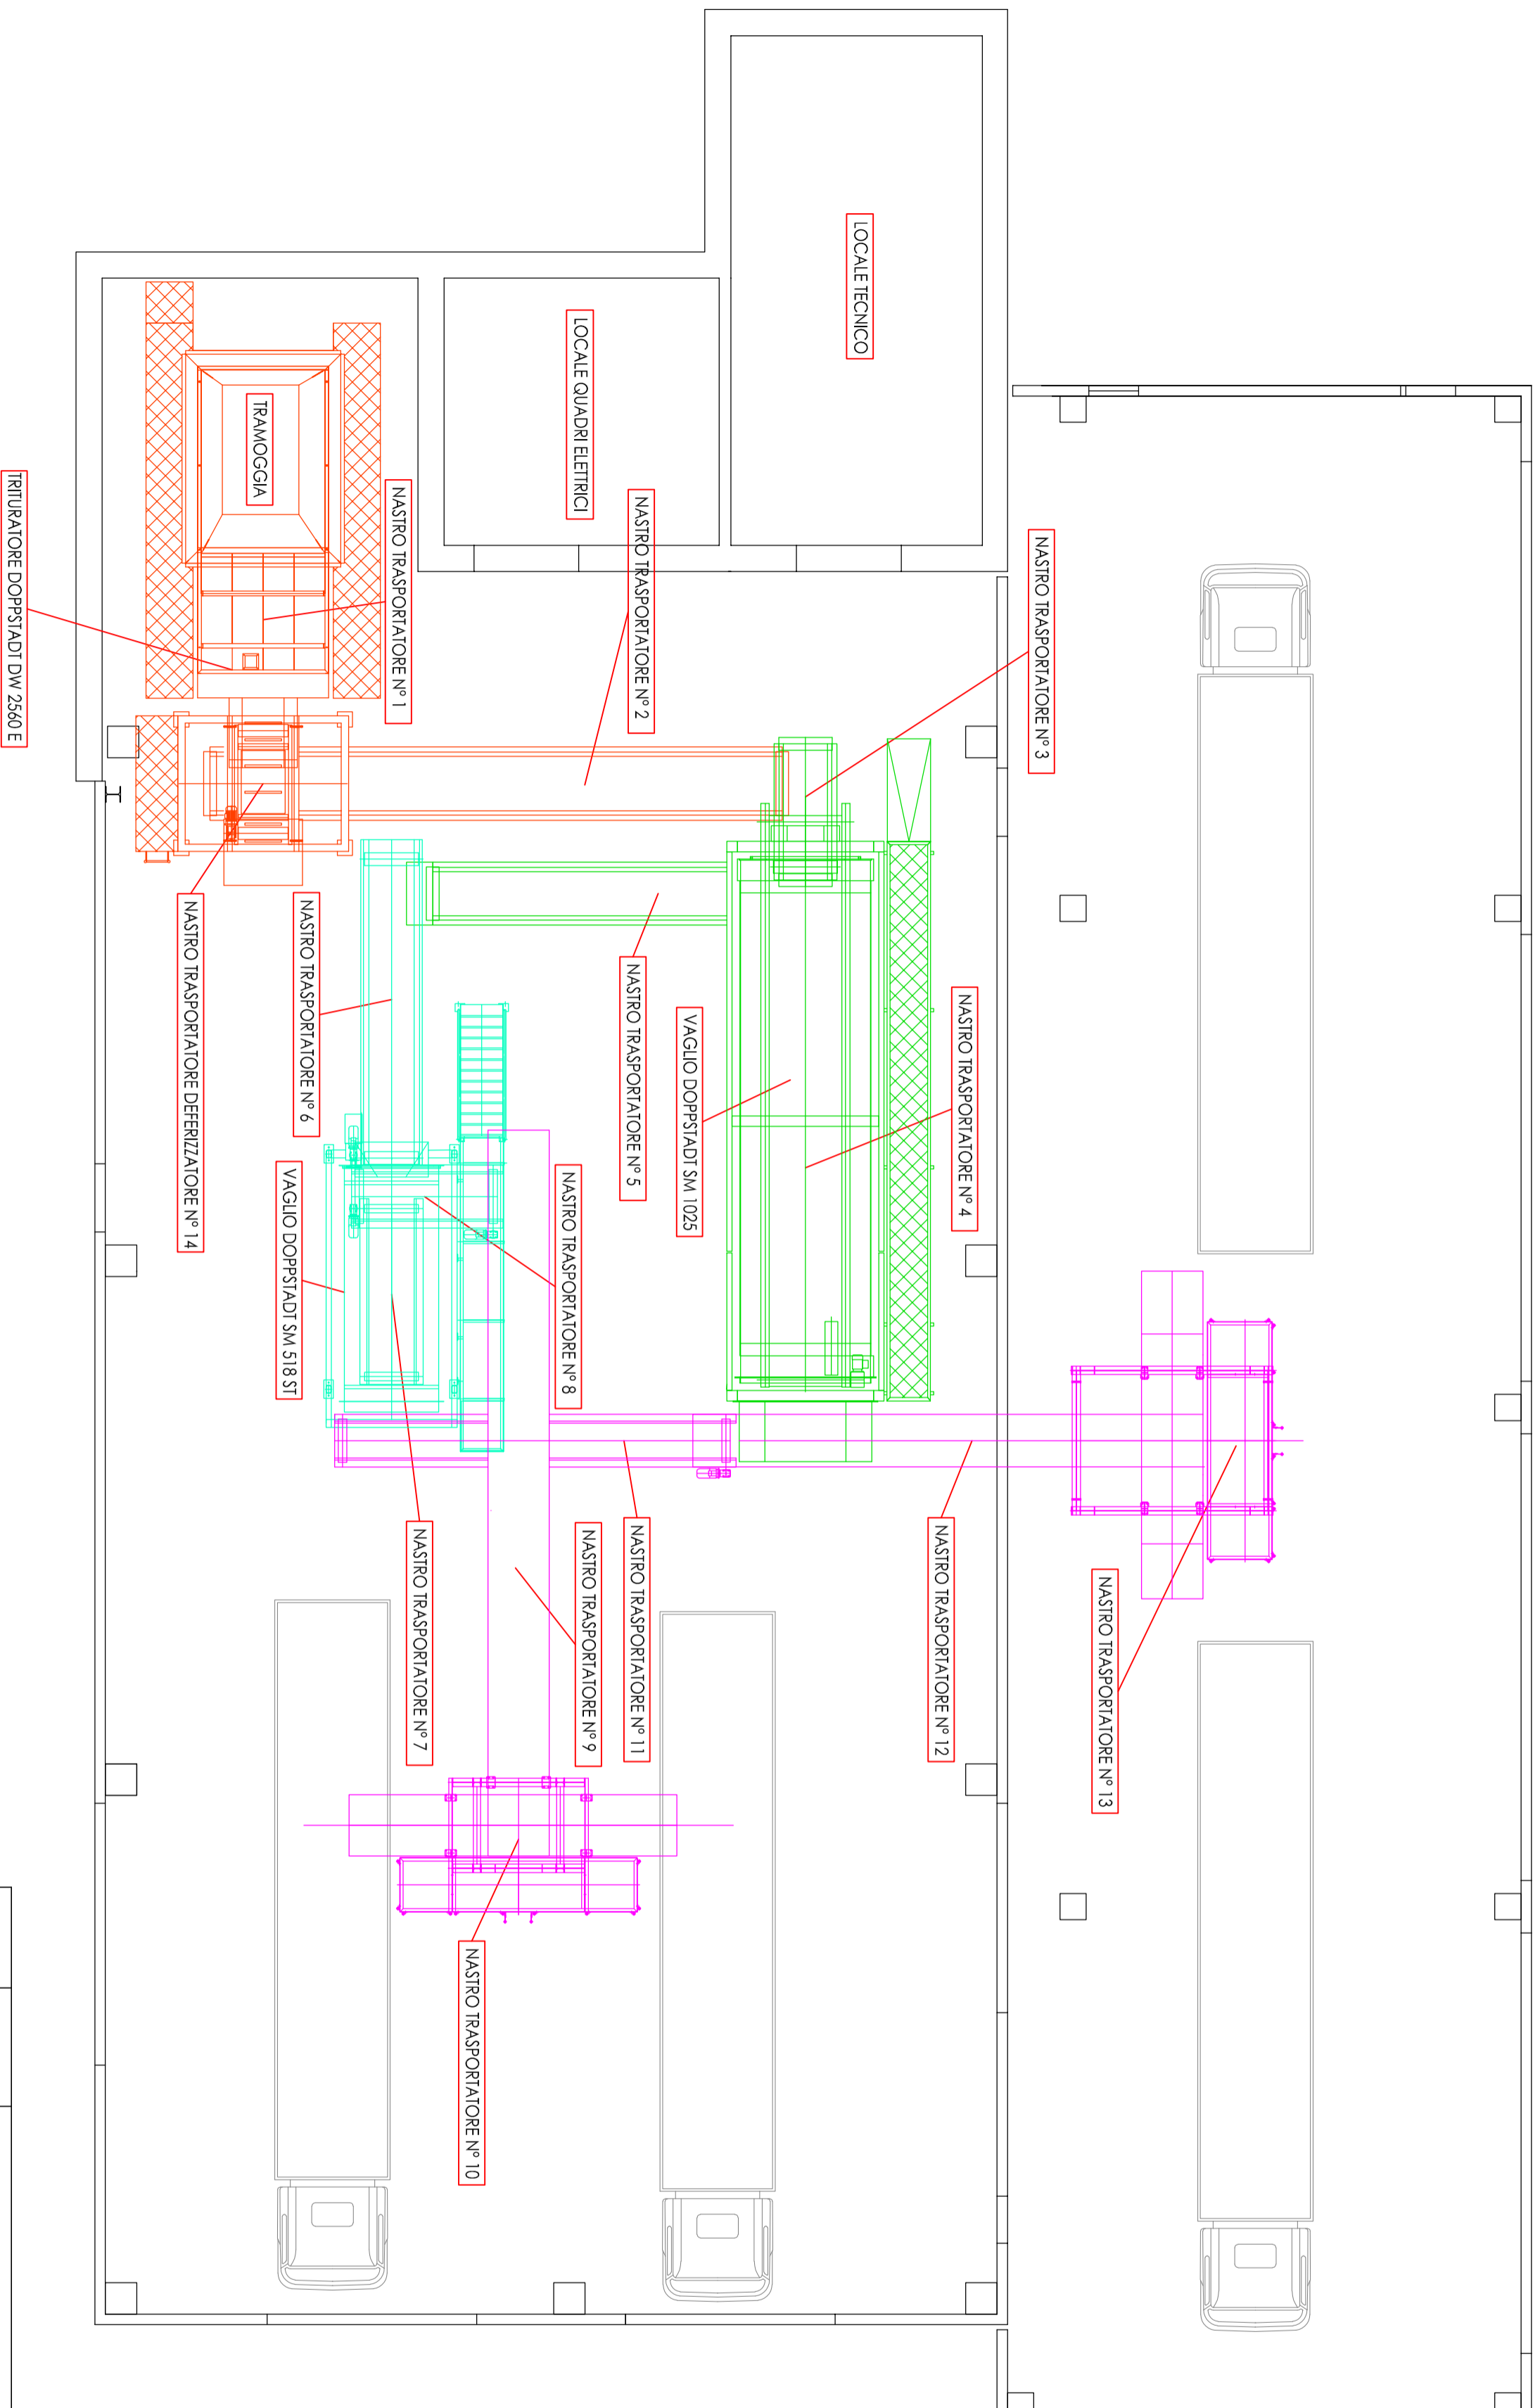 LOCALE TECNICO
LOCALE QUADRI ELETTRICI
TRAMOGGIA
NASTRO TRASPORTATORE N° 1
TRITURATORE DOPPSTADT DW 2560 E
NASTRO TRASPORTATORE N° 2
NASTRO TRASPORTATORE N° 3
NASTRO TRASPORTATORE DEFERIZZATORE N° 14
NASTRO TRASPORTATORE N° 6
NASTRO TRASPORTATORE N° 5
VAGLIO DOPPSTADT SM 1025
NASTRO TRASPORTATORE N° 4
VAGLIO DOPPSTADT SM 518 ST
NASTRO TRASPORTATORE N° 8
NASTRO TRASPORTATORE N° 7
NASTRO TRASPORTATORE N° 9
NASTRO TRASPORTATORE N° 11
NASTRO TRASPORTATORE N° 12
NASTRO TRASPORTATORE N° 13
NASTRO TRASPORTATORE N° 10